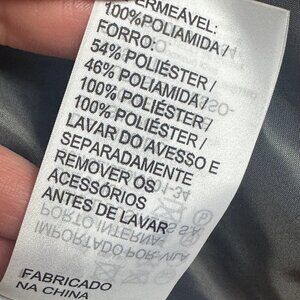 100%POLIAMIDA/
FORRO:
54% POLIÉSTER/
46% POLIAMIDA/
100% POLIÉSTER/
100% POLIÉSTER/
LAVAR DO AVESSO E
SEPARADAMENTE
REMOVER OS
ACESSÓRIOS
ANTES DE LAVAR
FABRICADO
NA CHINA